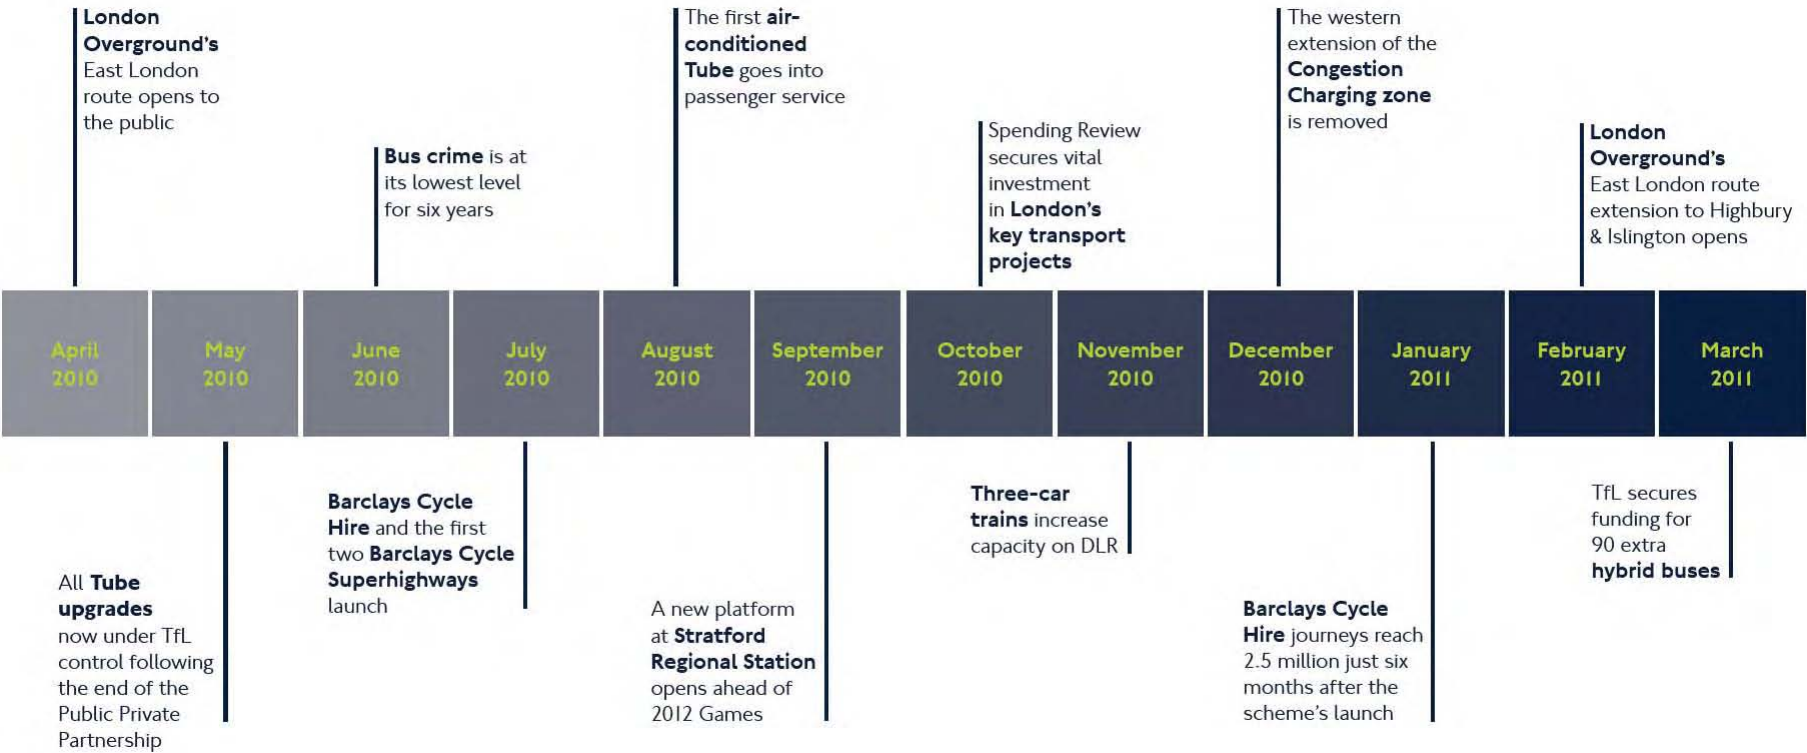 London
Overground's
East London
route opens to
the public
Bus crime is at
its lowest level
for six years
The first air-
conditioned
Tube goes into
passenger service
Spending Review
secures vital
investment
in London's
key transport
projects
The western
extension of the
Congestion
Charging zone
is removed
London
Overground's
East London route
extension to Highbury
& Islington opens
April
2010
May
2010
June
2010
July
2010
August
2010
September
2010
October
2010
November
2010
December
2010
January
2011
February
2011
March
2011
All Tube
upgrades
now under TfL
control following
the end of the
Public Private
Partnership
Barclays Cycle
Hire and the first
two Barclays Cycle
Superhighways
launch
A new platform
at Stratford
Regional Station
opens ahead of
2012 Games
Three-car
trains increase
capacity on DLR
Barclays Cycle
Hire journeys reach
2.5 million just six
months after the
scheme's launch
TfL secures
funding for
90 extra
hybrid buses